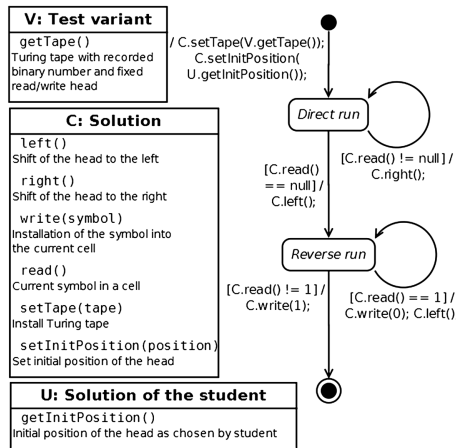 V: Test variant
getTape()
Turing tape with recorded
binary number and fixed
read/write head
C: Solution
left()
Shift of the head to the left
right()
Shift of the head to the right
write(symbol)
Installation of the symbol into
the current cell
read()
Current symbol in a cell
setTape(tape)
Install Turing tape
setInitPosition(position)
Set initial position of the head
U: Solution of the student
getInitPosition()
Initial position of the head as chosen by student
/ C.setTape(V.getTape());
C.setInitPosition(
U.getInitPosition());
Direct run
[C.read() != null] /
C.right();
[C.read()
== null] /
C.left();
Reverse run
[C.read() != 1] /
C.write(1);
[C.read() == 1] /
C.write(0); C.left()